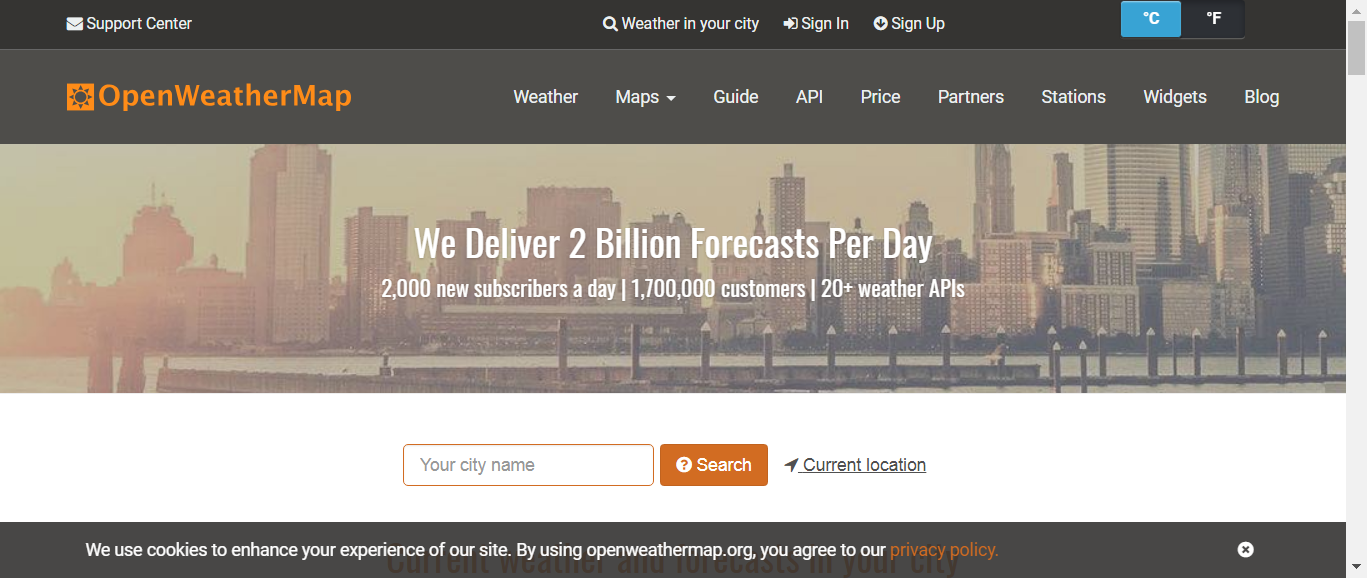 Support Center
Weather in your city
Sign In
Sign Up
°C
°F
OpenWeatherMap
Weather
Maps
Guide
API
Price
Partners
Stations
Widgets
Blog
We Deliver 2 Billion Forecasts Per Day
2,000 new subscribers a day | 1,700,000 customers | 20+ weather APIs
Your city name
Search
Current location
We use cookies to enhance your experience of our site. By using openweathermap.org, you agree to our privacy policy.
Current weather and forecasts in your city